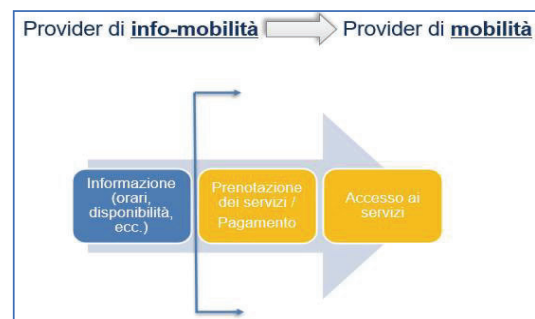 Provider di info-mobilità Provider di mobilità
Informazione
(orari,
disponibilità,
ecc.)
Prenotazione
dei servizi /
Pagamento
Accesso ai
servizi